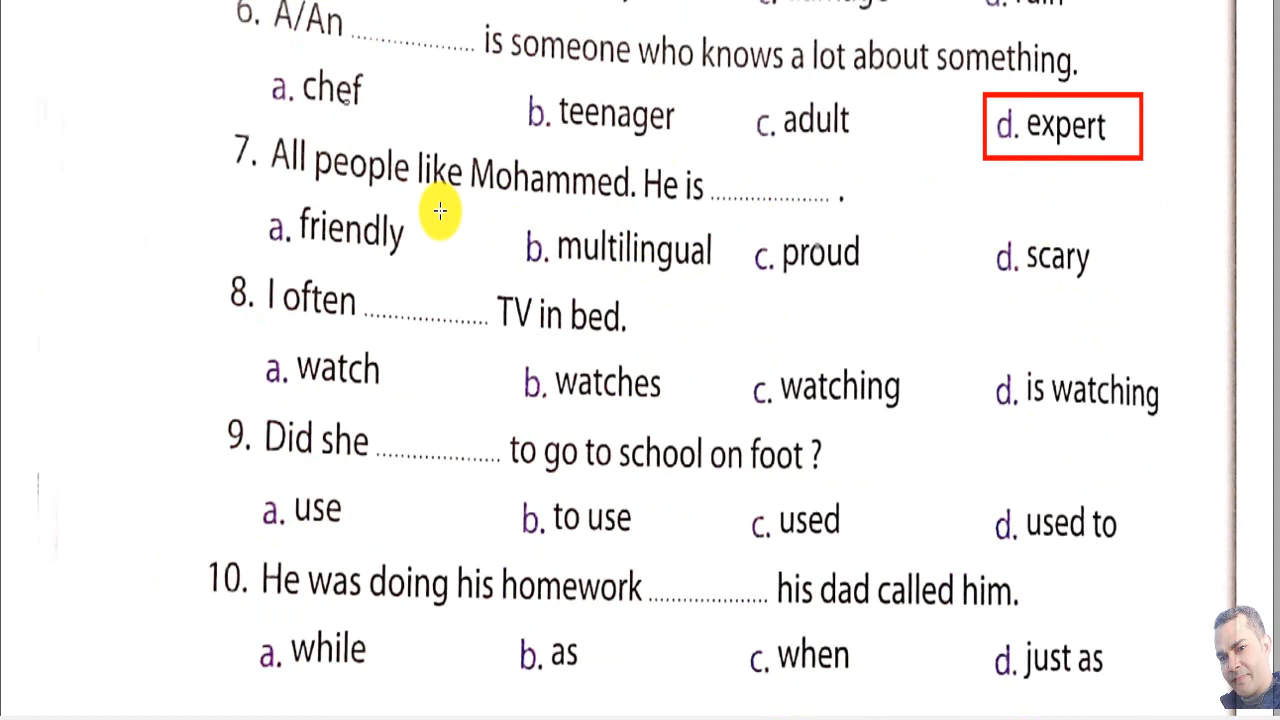 6. A/An .................... is someone who knows a lot about something.
a. chef b. teenager c. adult d. expert
7. All people like Mohammed. He is .................... .
a. friendly b. multilingual c. proud d. scary
8. I often .................... TV in bed.
a. watch b. watches c. watching d. is watching
9. Did she .................... to go to school on foot ?
a. use b. to use c. used d. used to
10. He was doing his homework .................... his dad called him.
a. while b. as c. when d. just as